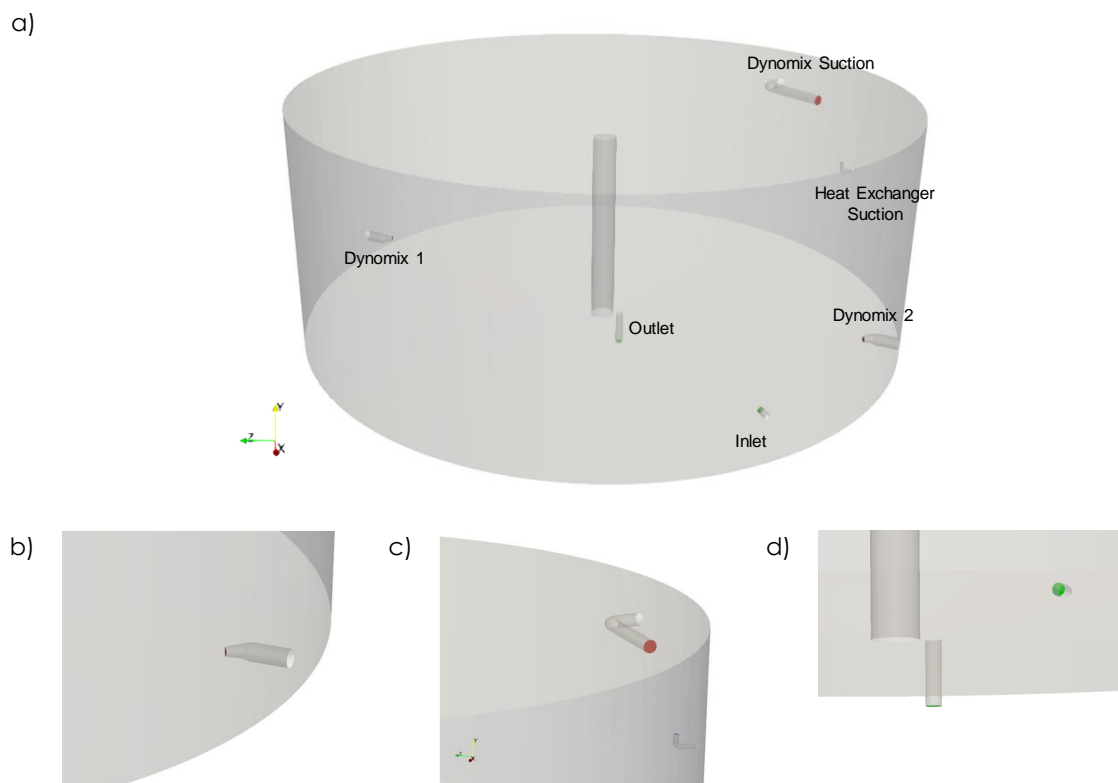 a)
Dynomix Suction
Heat Exchanger
Suction
Dynomix 1
Dynomix 2
Outlet
Y
Z
X
Inlet
b)
c)
d)
Y
Z
X